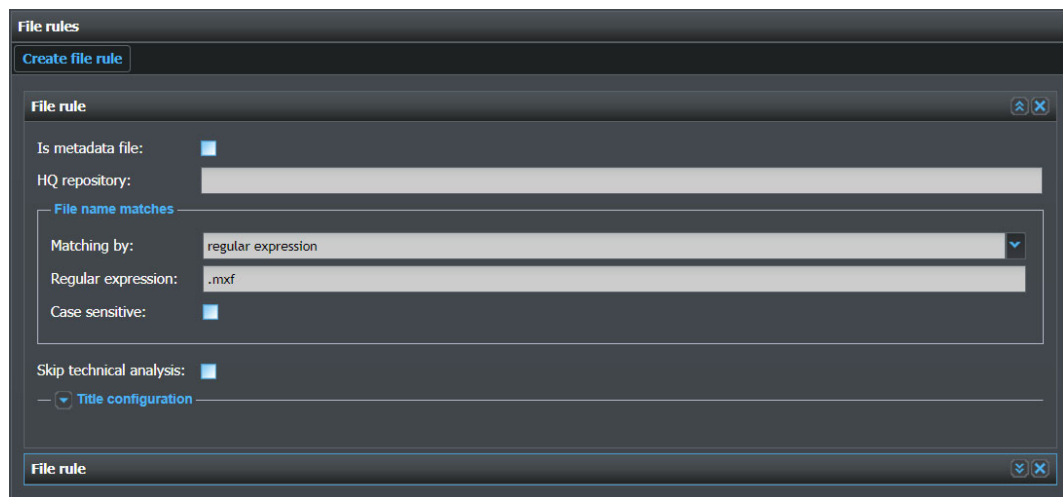 File rules
Create file rule
File rule
Is metadata file:
HQ repository:
File name matches
Matching by: regular expression
Regular expression: .mxf
Case sensitive:
Skip technical analysis:
Title configuration
File rule